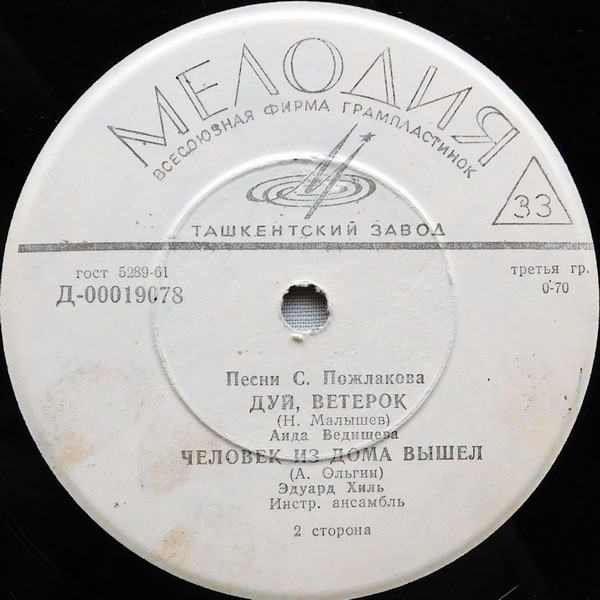 МЕЛОДИЯ
ВСЕСОЮЗНАЯ ФИРМА ГРАМПЛАСТИНОК
33
ТАШКЕНТСКИЙ ЗАВОД
гост 5289-61
третья гр.
Д-00019078
0-70
Песни С. Пожлакова
ДУЙ, ВЕТЕРОК
(Н. Малышев)
Аида Ведищева
ЧЕЛОВЕК ИЗ ДОМА ВЫШЕЛ
(А. Ольгин)
Эдуард Хиль
Инстр. ансамбль
2 сторона